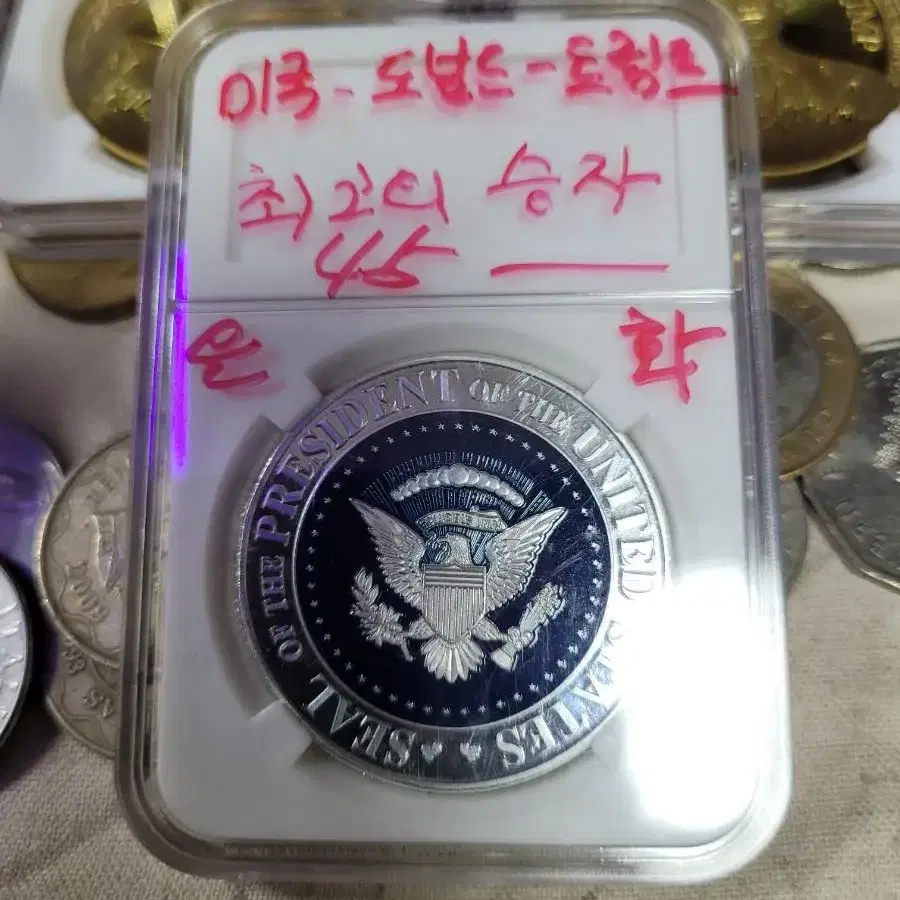 미국 - 도널드 - 트럼프
최고의 승자
45
은 화
SEAL OF THE PRESIDENT OF THE UNITED STATES
2003